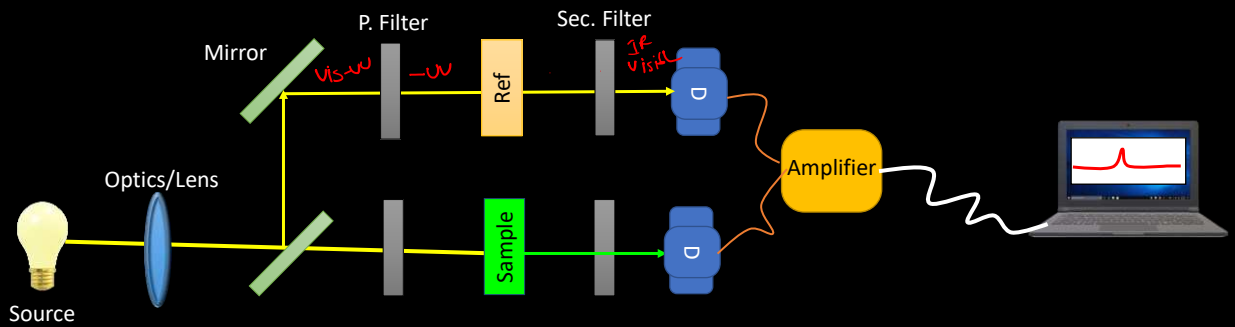 P. Filter
Sec. Filter
Mirror
Vis-UV
-UV
IR
Visible
Ref
D
Optics/Lens
Amplifier
Sample
D
Source